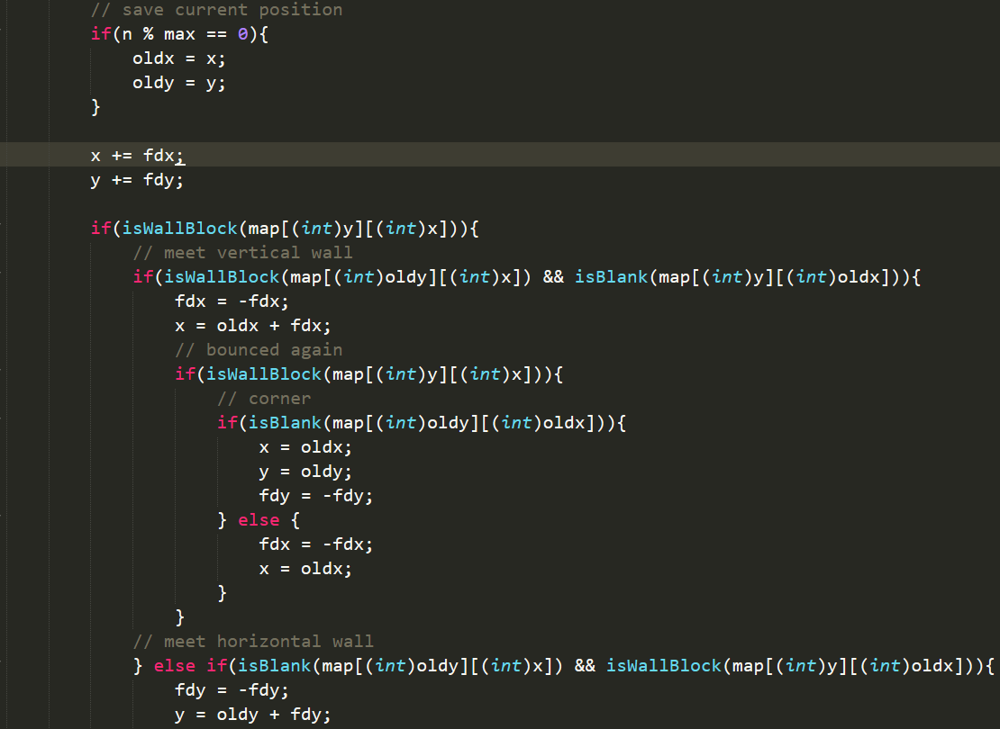 // save current position
if(n % max == 0){
    oldx = x;
    oldy = y;
}
x += fdx;
y += fdy;
if(isWallBlock(map[(int)y][(int)x])){
    // meet vertical wall
    if(isWallBlock(map[(int)oldy][(int)x]) && isBlank(map[(int)y][(int)oldx])){
        fdx = -fdx;
        x = oldx + fdx;
        // bounced again
        if(isWallBlock(map[(int)y][(int)x])){
            // corner
            if(isBlank(map[(int)oldy][(int)oldx])){
                x = oldx;
                y = oldy;
                fdy = -fdy;
            } else {
                fdx = -fdx;
                x = oldx;
            }
        }
    // meet horizontal wall
    } else if(isBlank(map[(int)oldy][(int)x]) && isWallBlock(map[(int)y][(int)oldx])){
        fdy = -fdy;
        y = oldy + fdy;